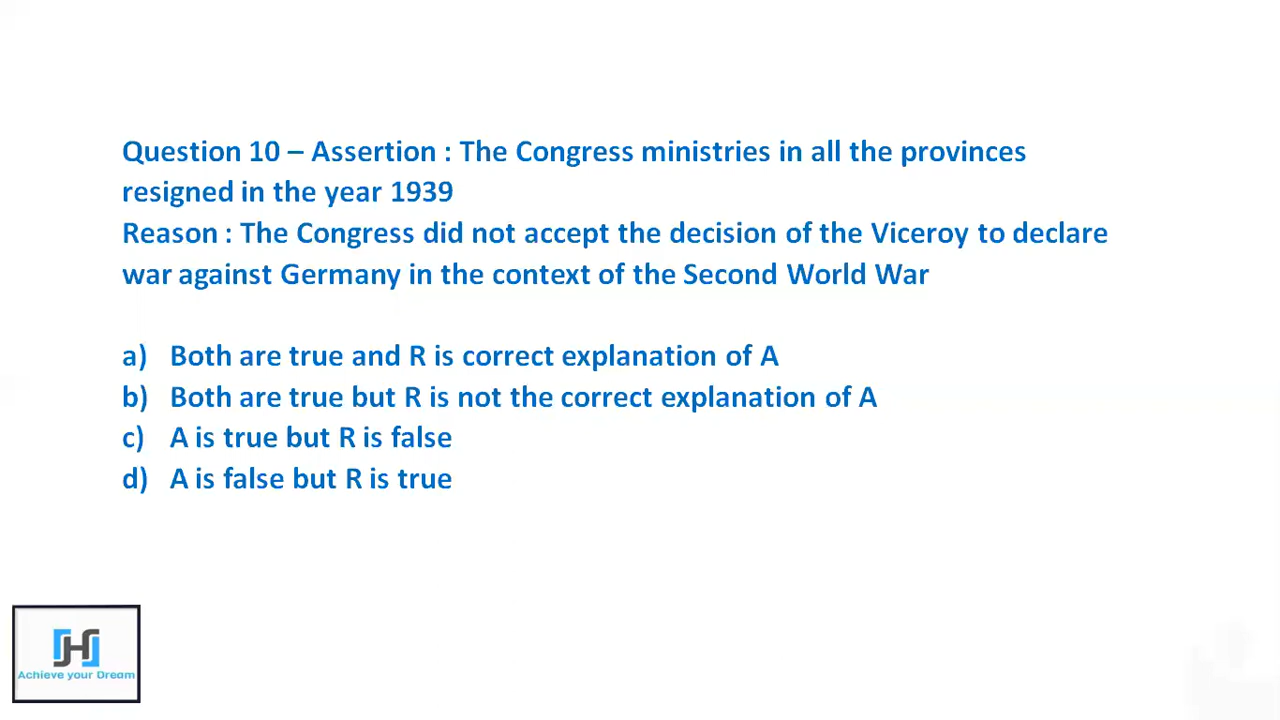 Question 10 – Assertion : The Congress ministries in all the provinces
resigned in the year 1939
Reason : The Congress did not accept the decision of the Viceroy to declare
war against Germany in the context of the Second World War
a) Both are true and R is correct explanation of A
b) Both are true but R is not the correct explanation of A
c) A is true but R is false
d) A is false but R is true
Achieve your Dream